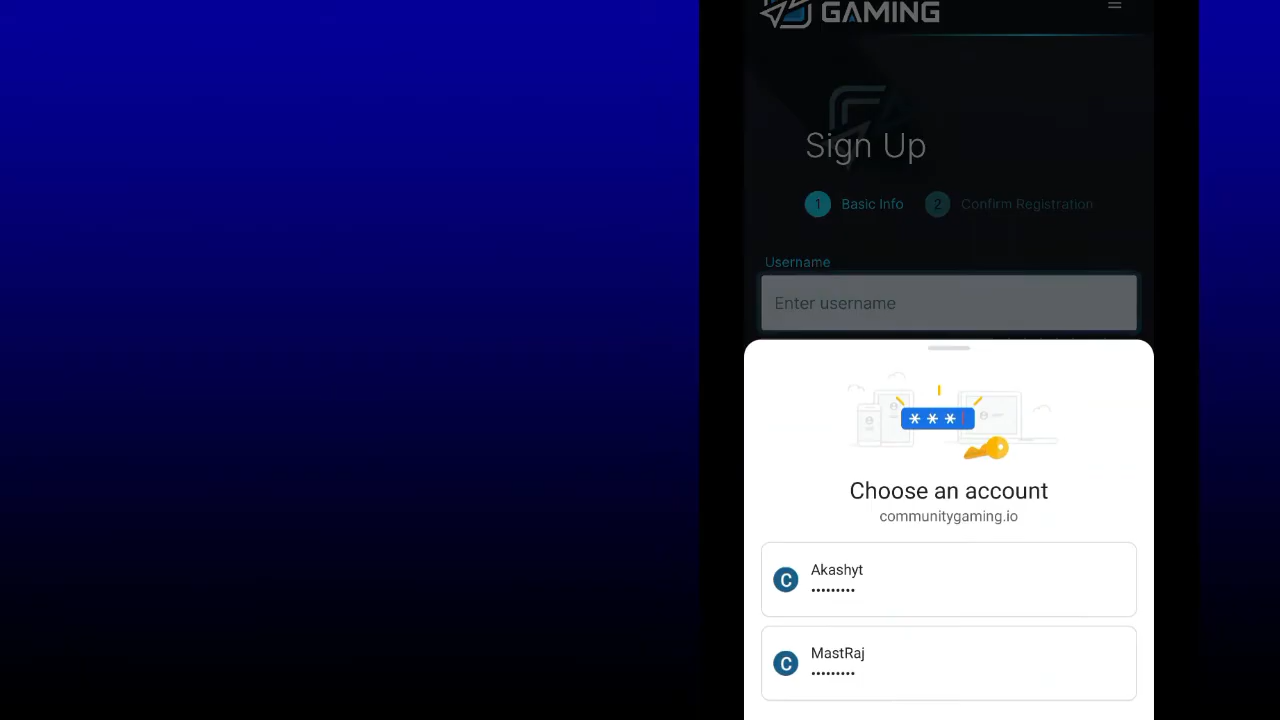 GAMING
Sign Up
1 Basic Info 2 Confirm Registration
Username
Enter username
***
Choose an account
communitygaming.io
C Akashyt
•••••••••
C MastRaj
•••••••••